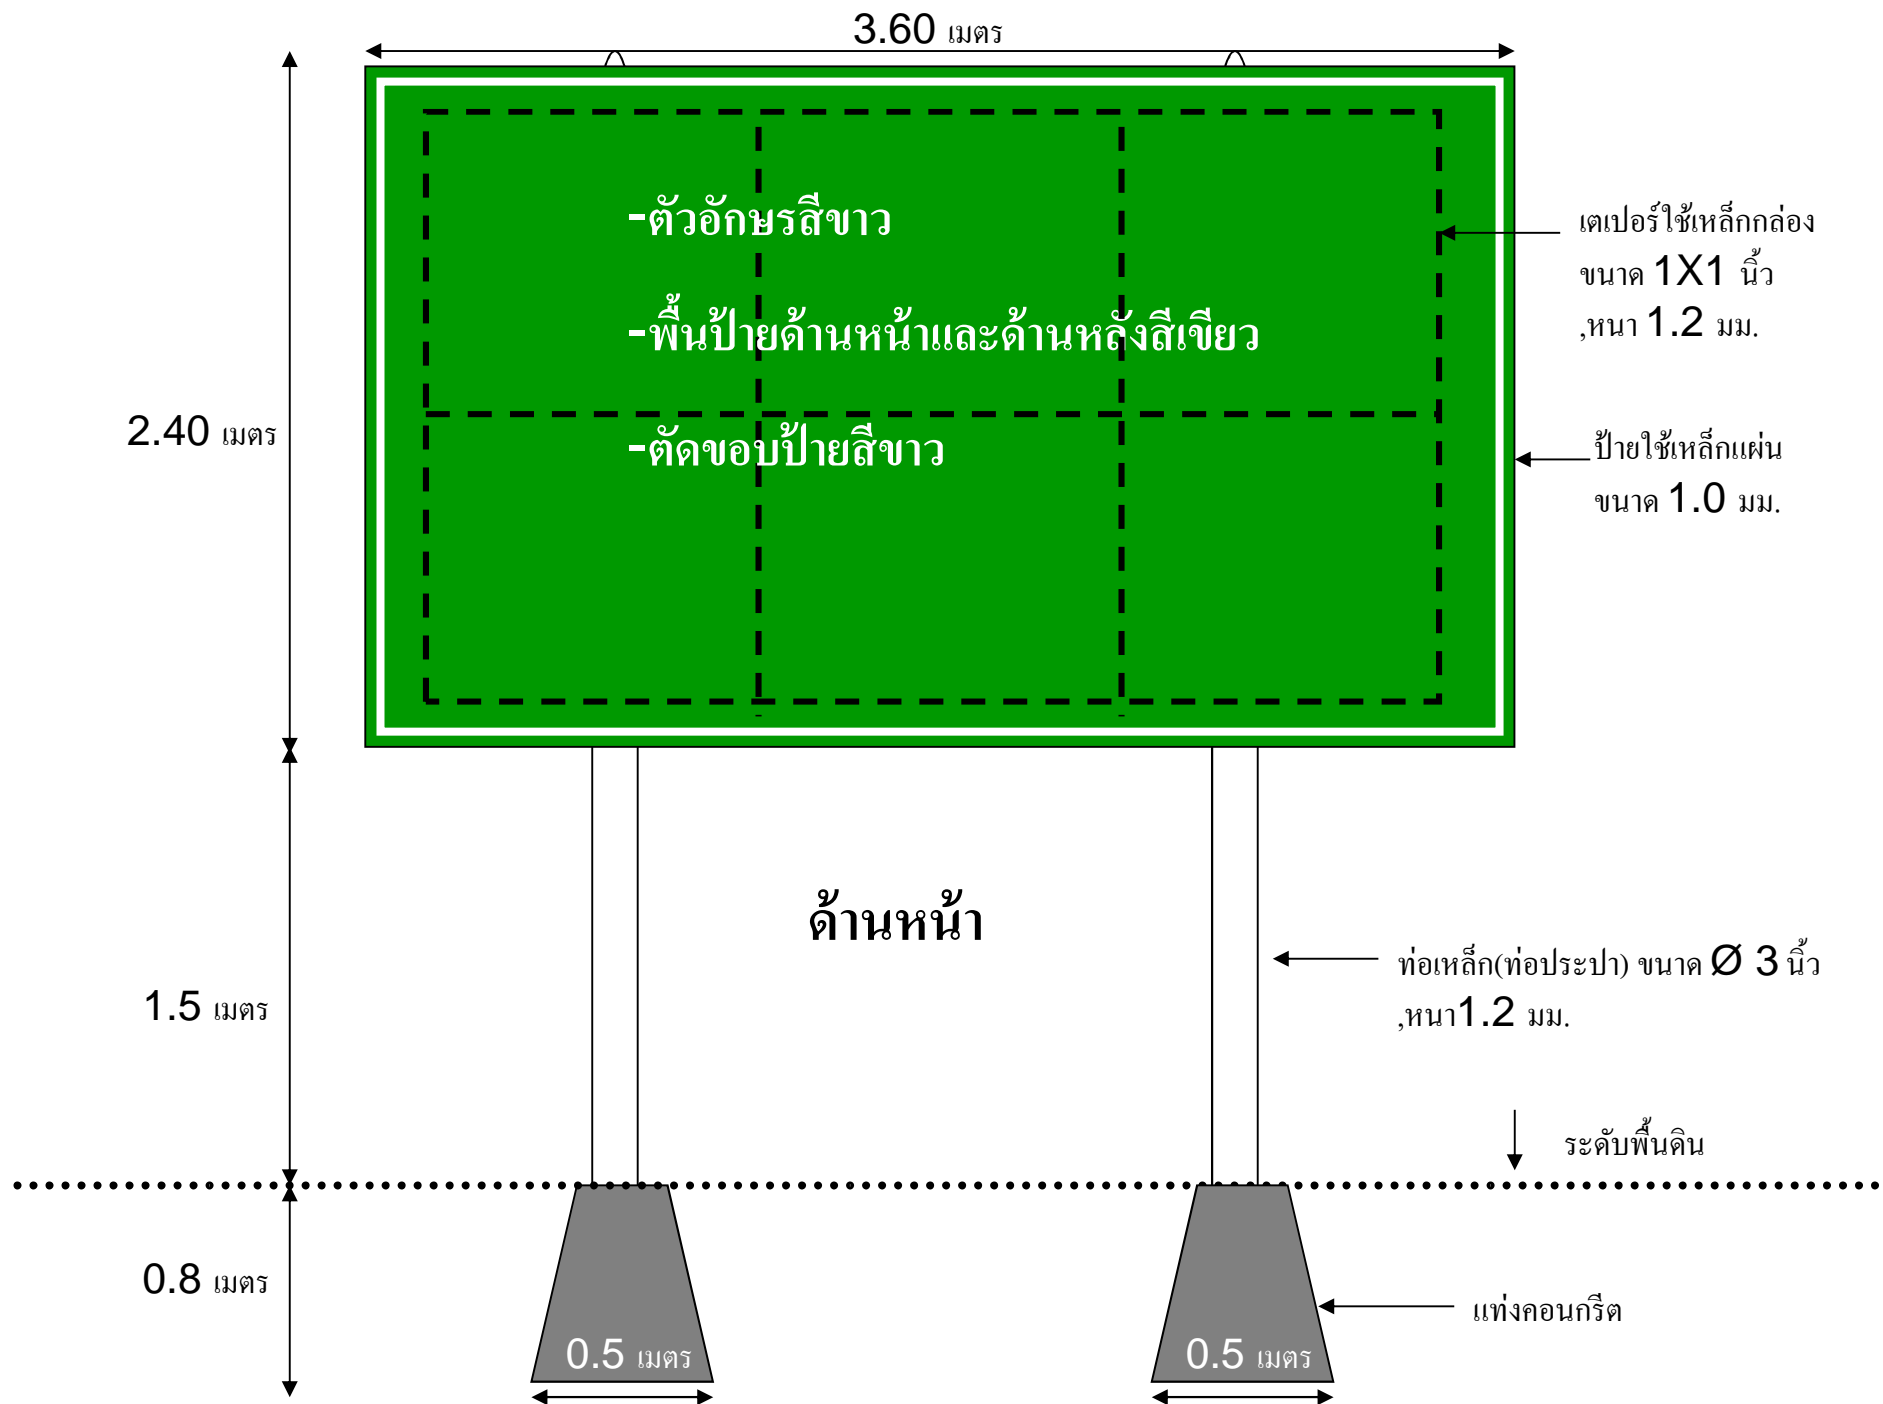 3.60 เมตร
-ตัวอักษรสีขาว
เตเปอร์ใช้เหล็กกล่อง
ขนาด 1X1 นิ้ว
,หนา 1.2 มม.
-พื้นป้ายด้านหน้าและด้านหลังสีเขียว
2.40 เมตร
-ตัดขอบป้ายสีขาว
ป้ายใช้เหล็กแผ่น
ขนาด 1.0 มม.
ด้านหน้า
1.5 เมตร
ท่อเหล็ก(ท่อประปา) ขนาด Ø 3 นิ้ว
,หนา1.2 มม.
ระดับพื้นดิน
0.8 เมตร
แท่งคอนกรีต
0.5 เมตร
0.5 เมตร